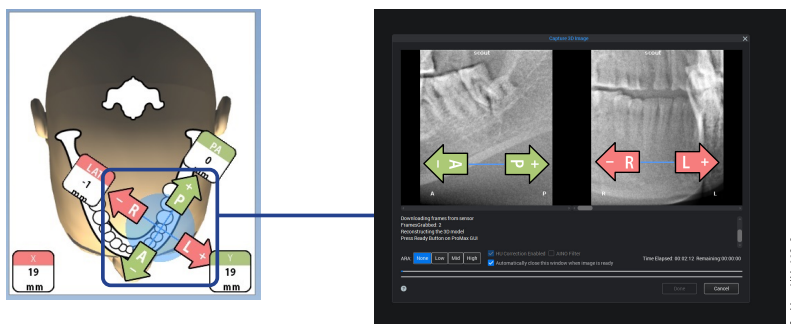 PA
0
mm
LAT
-1
mm
+
P
-
R
L
+
A
-
X
19
mm
Y
19
mm
Capture 3D Image
scout
scout
- A
P +
- R
L +
A
P
R
L
Downloading frames from sensor
FramesGrabbed: 2
Reconstructing the 3D model
Press Ready Button on ProMax GUI
ARA: None Low Mid High
HU Correction Enabled AINO Filter
Automatically close this window when image is ready
Time Elapsed: 00:02:12 Remaining:00:00:00
?
Done
Cancel